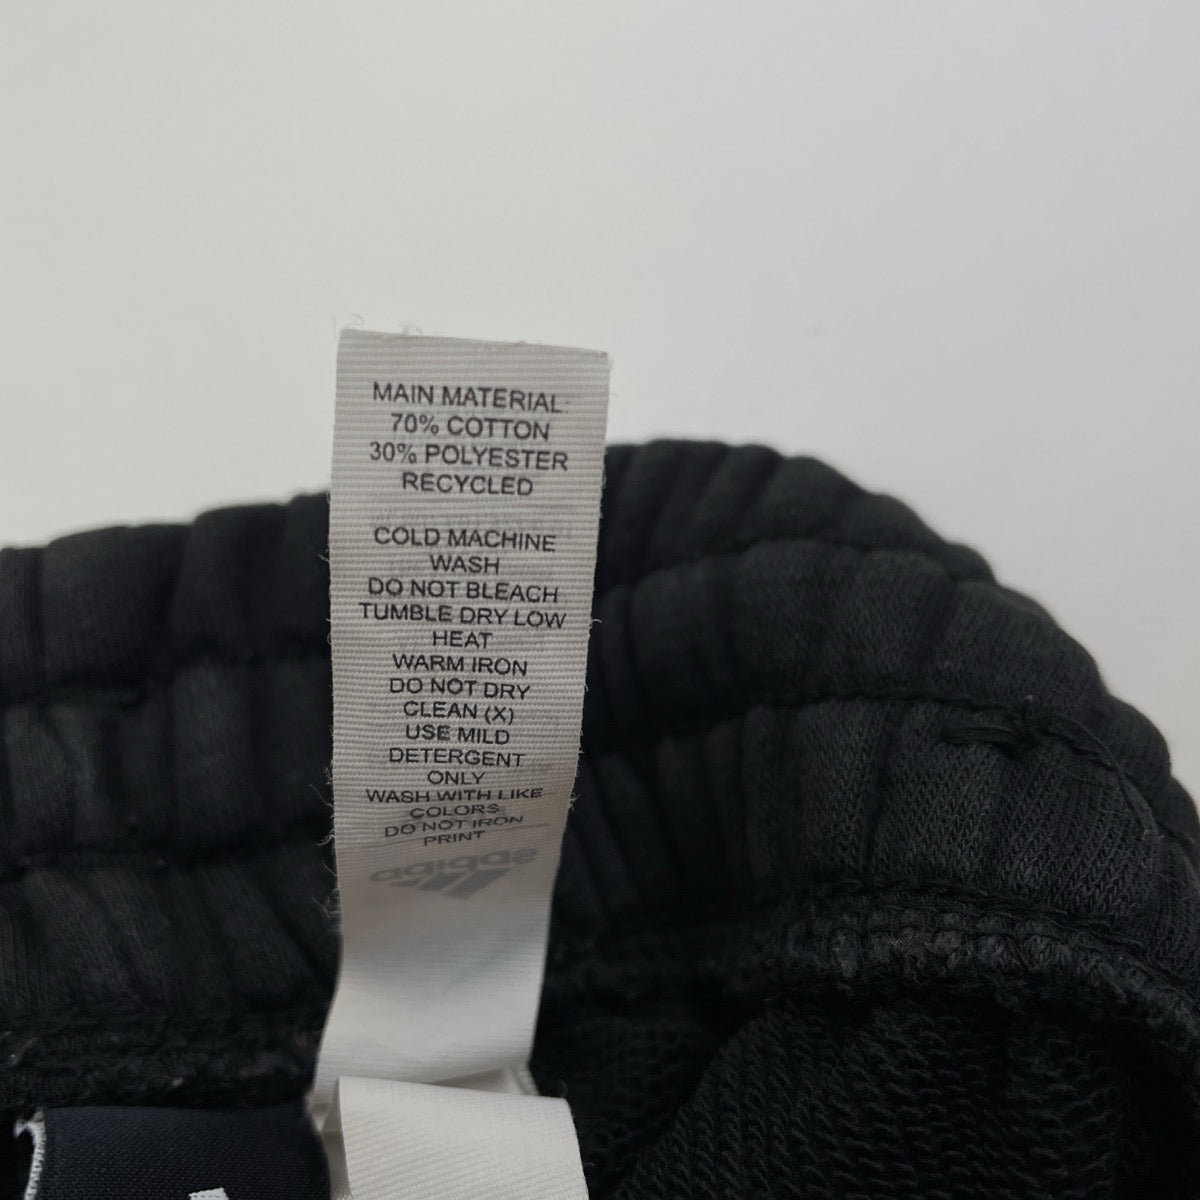 MAIN MATERIAL:
70% COTTON
30% POLYESTER
RECYCLED
COLD MACHINE
WASH
DO NOT BLEACH
TUMBLE DRY LOW
HEAT
WARM IRON
DO NOT DRY
CLEAN (X)
USE MILD
DETERGENT
ONLY
WASH WITH LIKE
COLORS
DO NOT IRON
PRINT
adidas